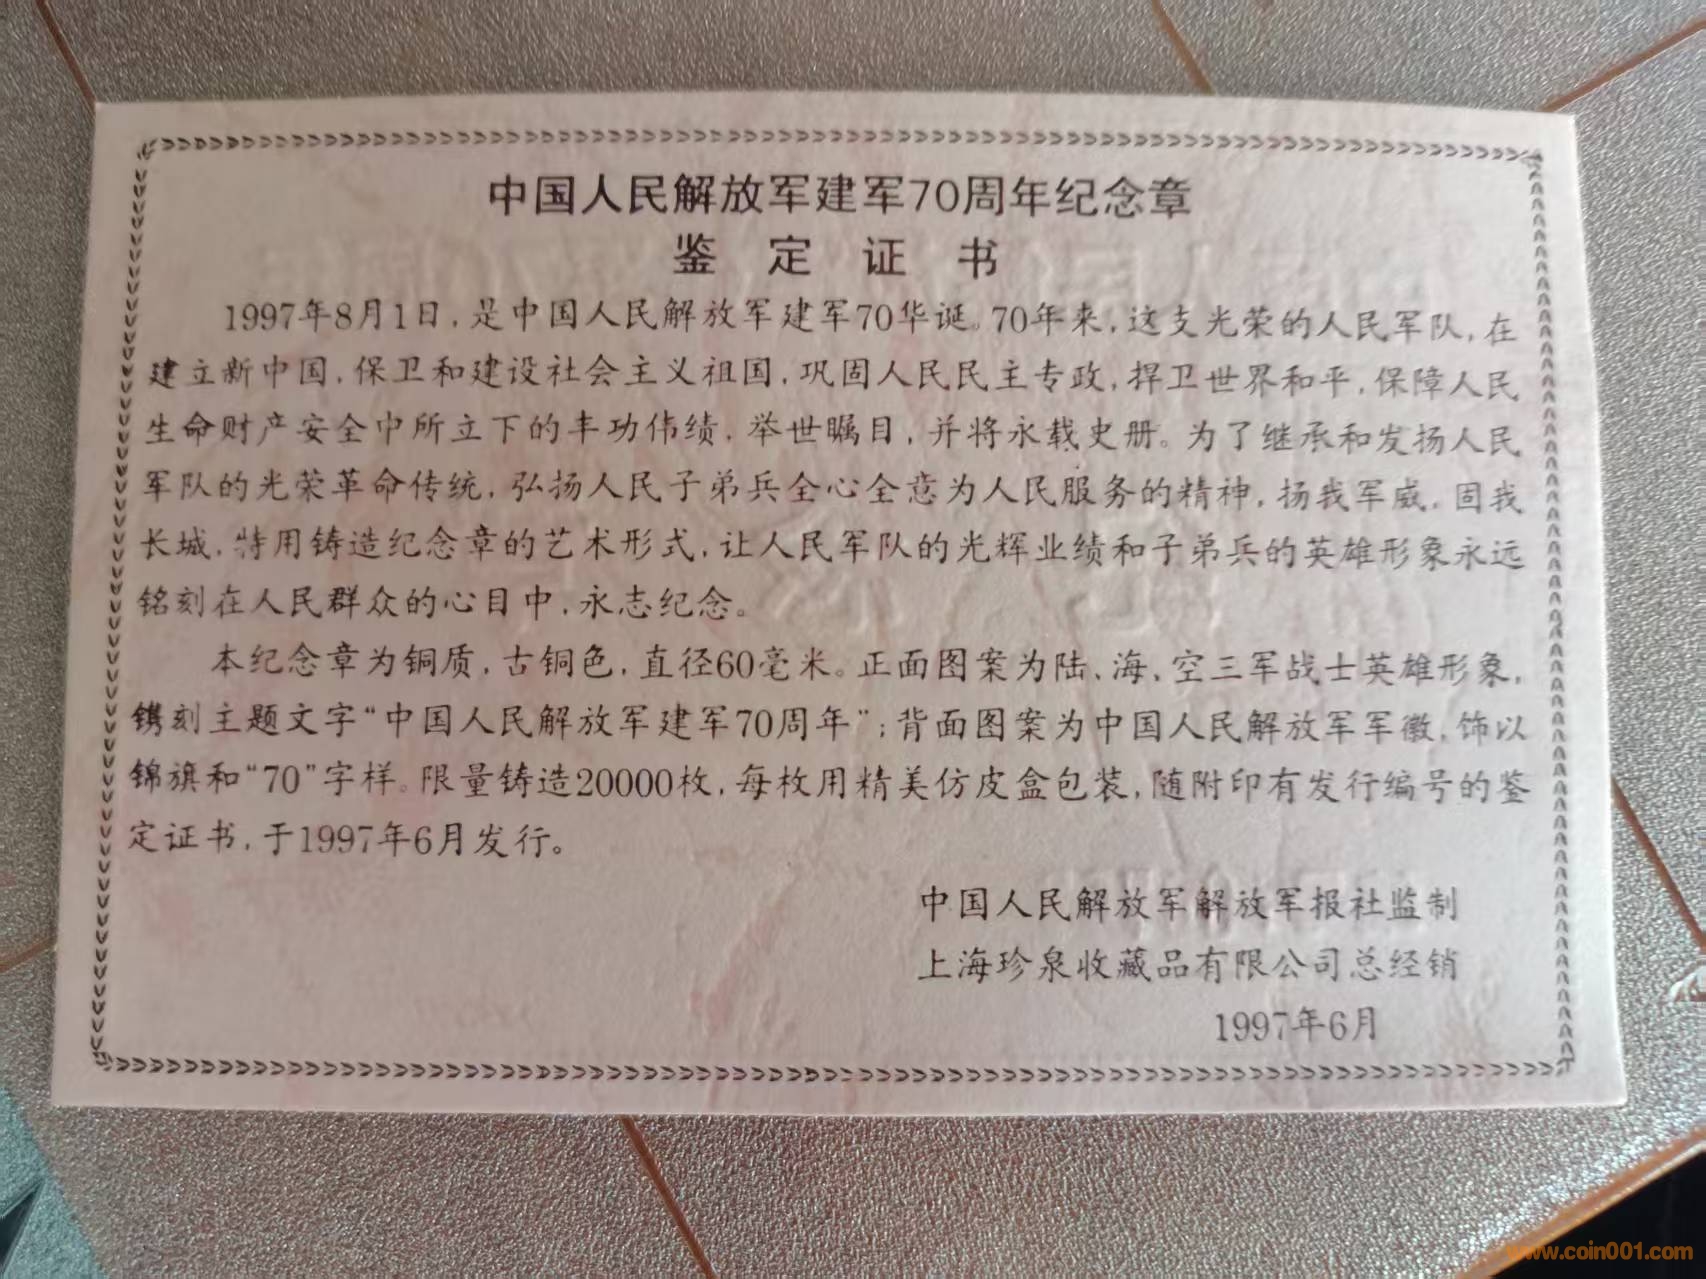 中国人民解放军建军70周年纪念章
鉴定证书
1997年8月1日,是中国人民解放军建军70华诞。70年来,这支光荣的人民军队,在
建立新中国,保卫和建设社会主义祖国,巩固人民民主专政,捍卫世界和平,保障人民
生命财产安全中所立下的丰功伟绩,举世瞩目,并将永载史册。为了继承和发扬人民
军队的光荣革命传统,弘扬人民子弟兵全心全意为人民服务的精神,扬我军威,固我
长城,特用铸造纪念章的艺术形式,让人民军队的光辉业绩和子弟兵的英雄形象永远
铭刻在人民群众的心目中,永志纪念。
本纪念章为铜质,古铜色,直径60毫米。正面图案为陆、海、空三军战士英雄形象,
镌刻主题文字“中国人民解放军建军70周年”;背面图案为中国人民解放军军徽,饰以
锦旗和“70”字样。限量铸造20000枚,每枚用精美仿皮盒包装,随附印有发行编号的鉴
定证书,于1997年6月发行。
中国人民解放军解放军报社监制
上海珍泉收藏品有限公司总经销
1997年6月
www.coin001.com